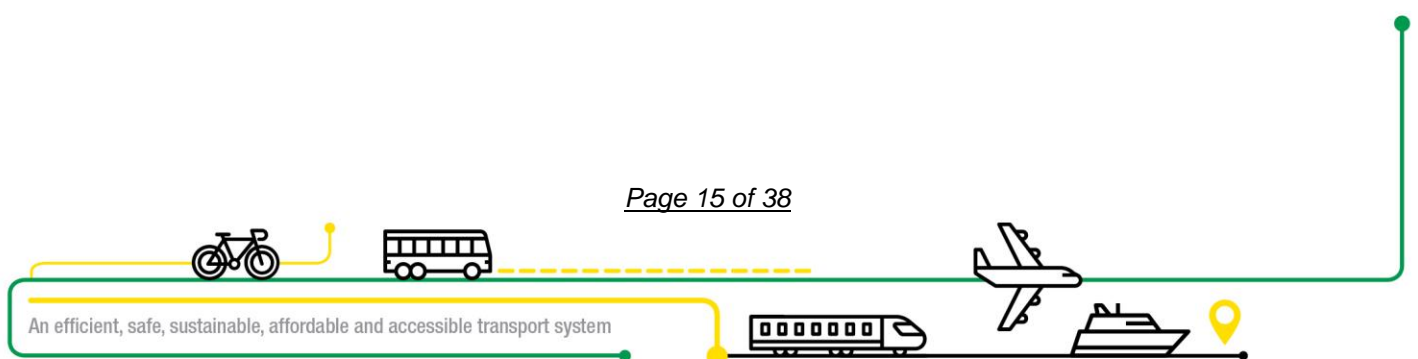 Page 15 of 38
An efficient, safe, sustainable, affordable and accessible transport system